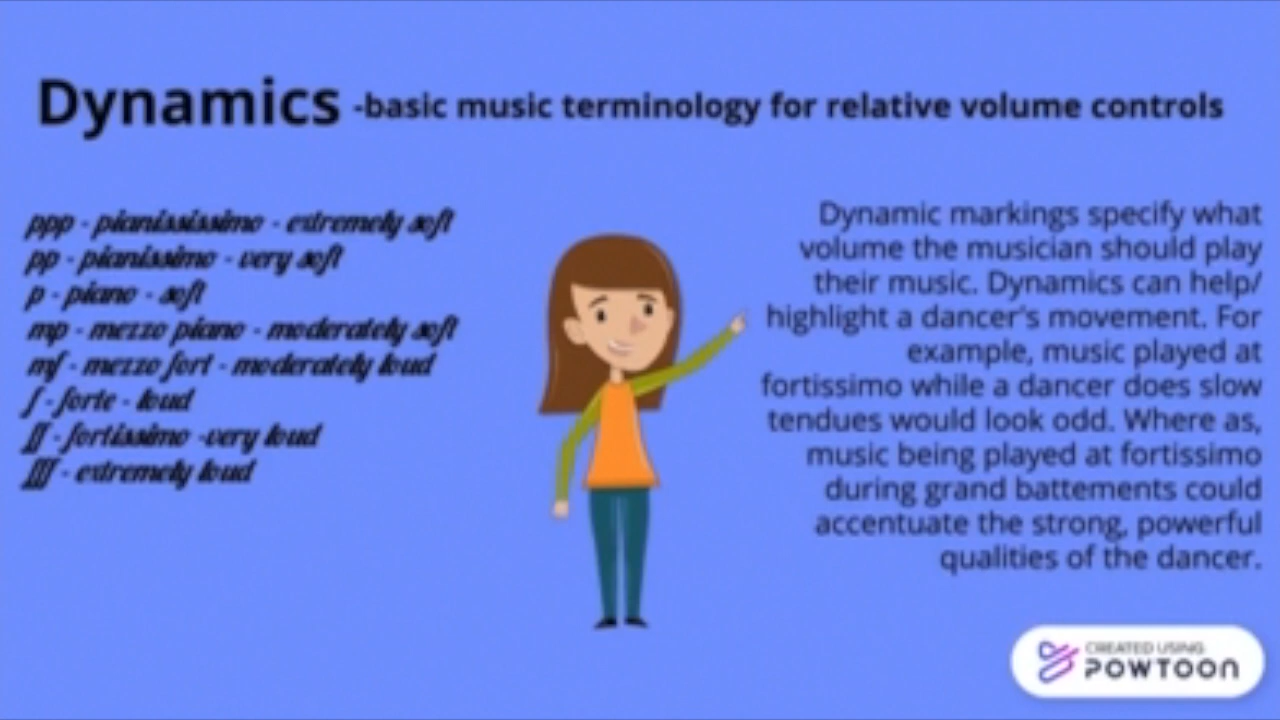 Dynamics -basic music terminology for relative volume controls
ppp - pianississimo - extremely soft
pp - pianissimo - very soft
p - piano - soft
mp - mezzo piano - moderately soft
mf - mezzo fort - moderately loud
f - forte - loud
ff - fortissimo -very loud
fff - extremely loud
Dynamic markings specify what
volume the musician should play
their music. Dynamics can help/
highlight a dancer's movement. For
example, music played at
fortissimo while a dancer does slow
tendues would look odd. Where as,
music being played at fortissimo
during grand battements could
accentuate the strong, powerful
qualities of the dancer.
CREATED USING
POWTOON